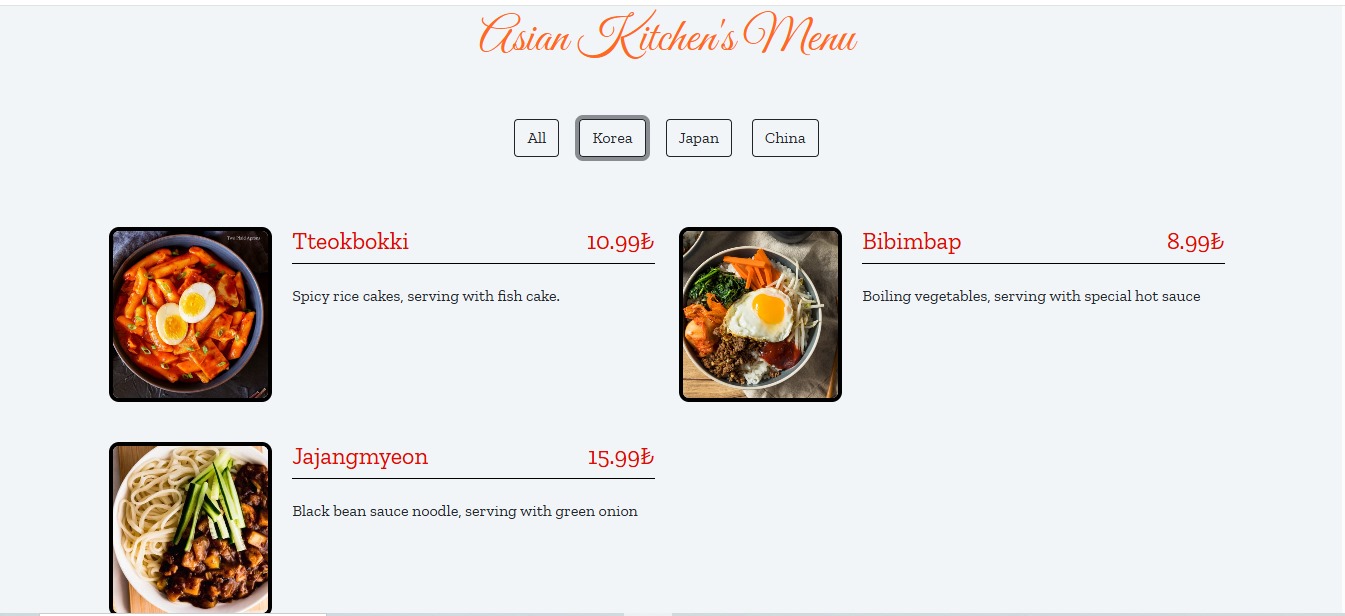 Asian Kitchen's Menu
All Korea Japan China
Tteokbokki 10.99₺
Spicy rice cakes, serving with fish cake.
Bibimbap 8.99₺
Boiling vegetables, serving with special hot sauce
Jajangmyeon 15.99₺
Black bean sauce noodle, serving with green onion